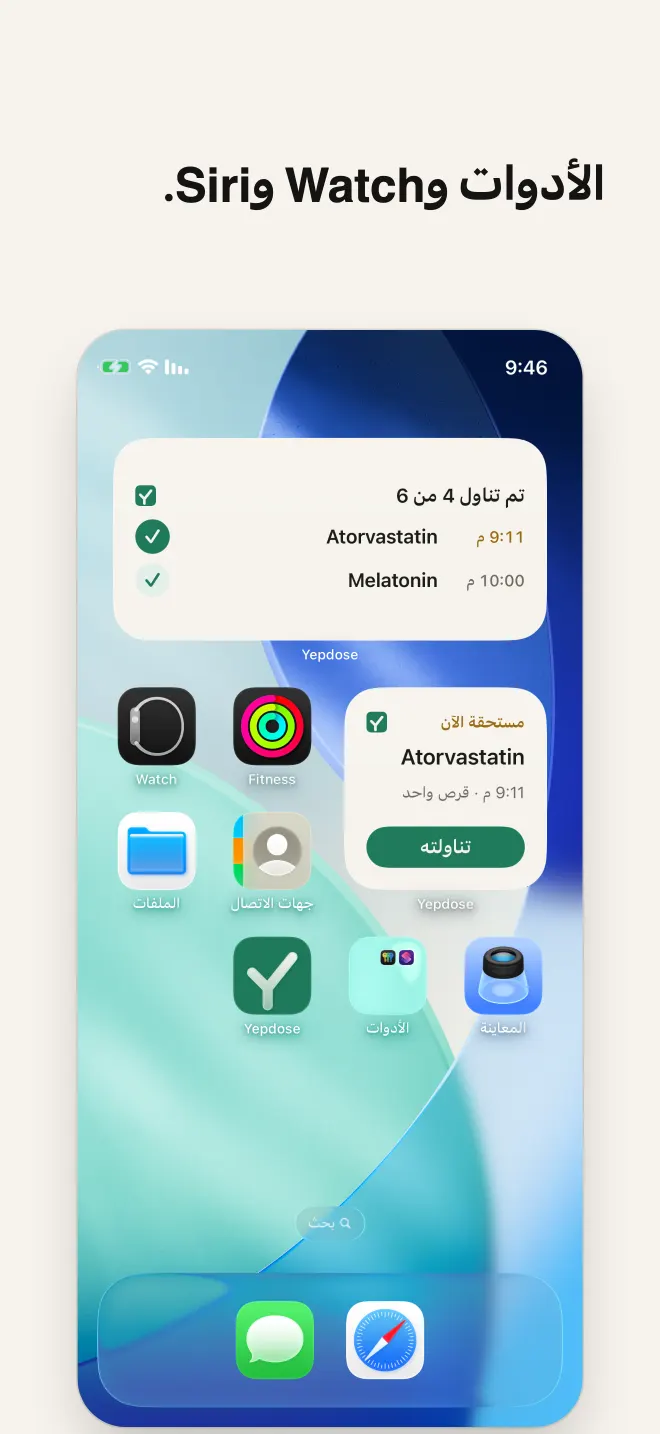 الأدوات وWatch وSiri.
9:46
تم تناول 4 من 6
9:11 م Atorvastatin
10:00 م Melatonin
Yepdose
مستحقة الآن
Atorvastatin
9:11 م · قرص واحد
تناولته
Yepdose
Fitness
Watch
جهات الاتصال
الملفات
المعاينة
الأدوات
Yepdose
بحث